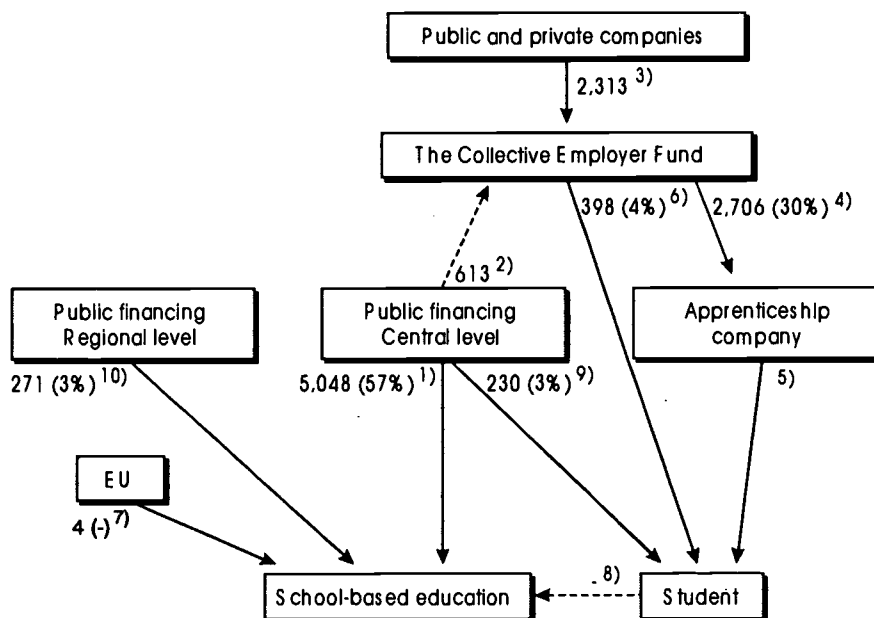 Public and private companies
2,313 3)
The Collective Employer Fund
398 (4%) 6)
2,706 (30%) 4)
613 2)
Public financing
Regional level
Public financing
Central level
Apprenticeship
company
271 (3%) 10)
5,048 (57%) 1)
230 (3%) 9)
5)
EU
4 (-) 7)
- 8)
School-based education
Student